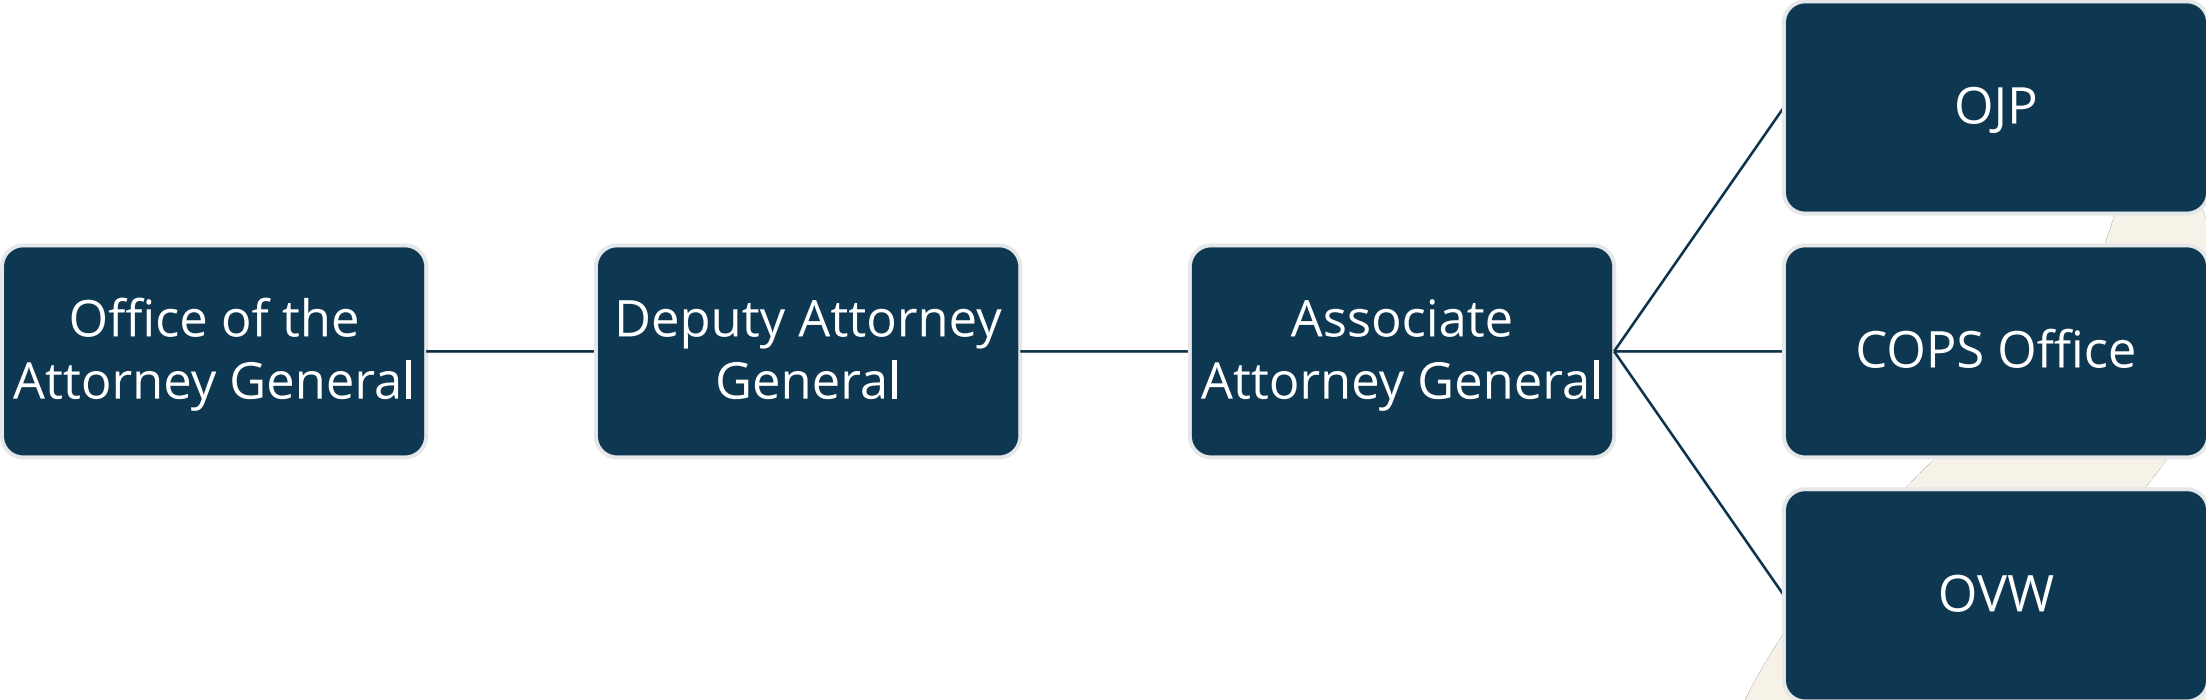 Office of the
Attorney General
Deputy Attorney
General
Associate
Attorney General
OJP
COPS Office
OVW